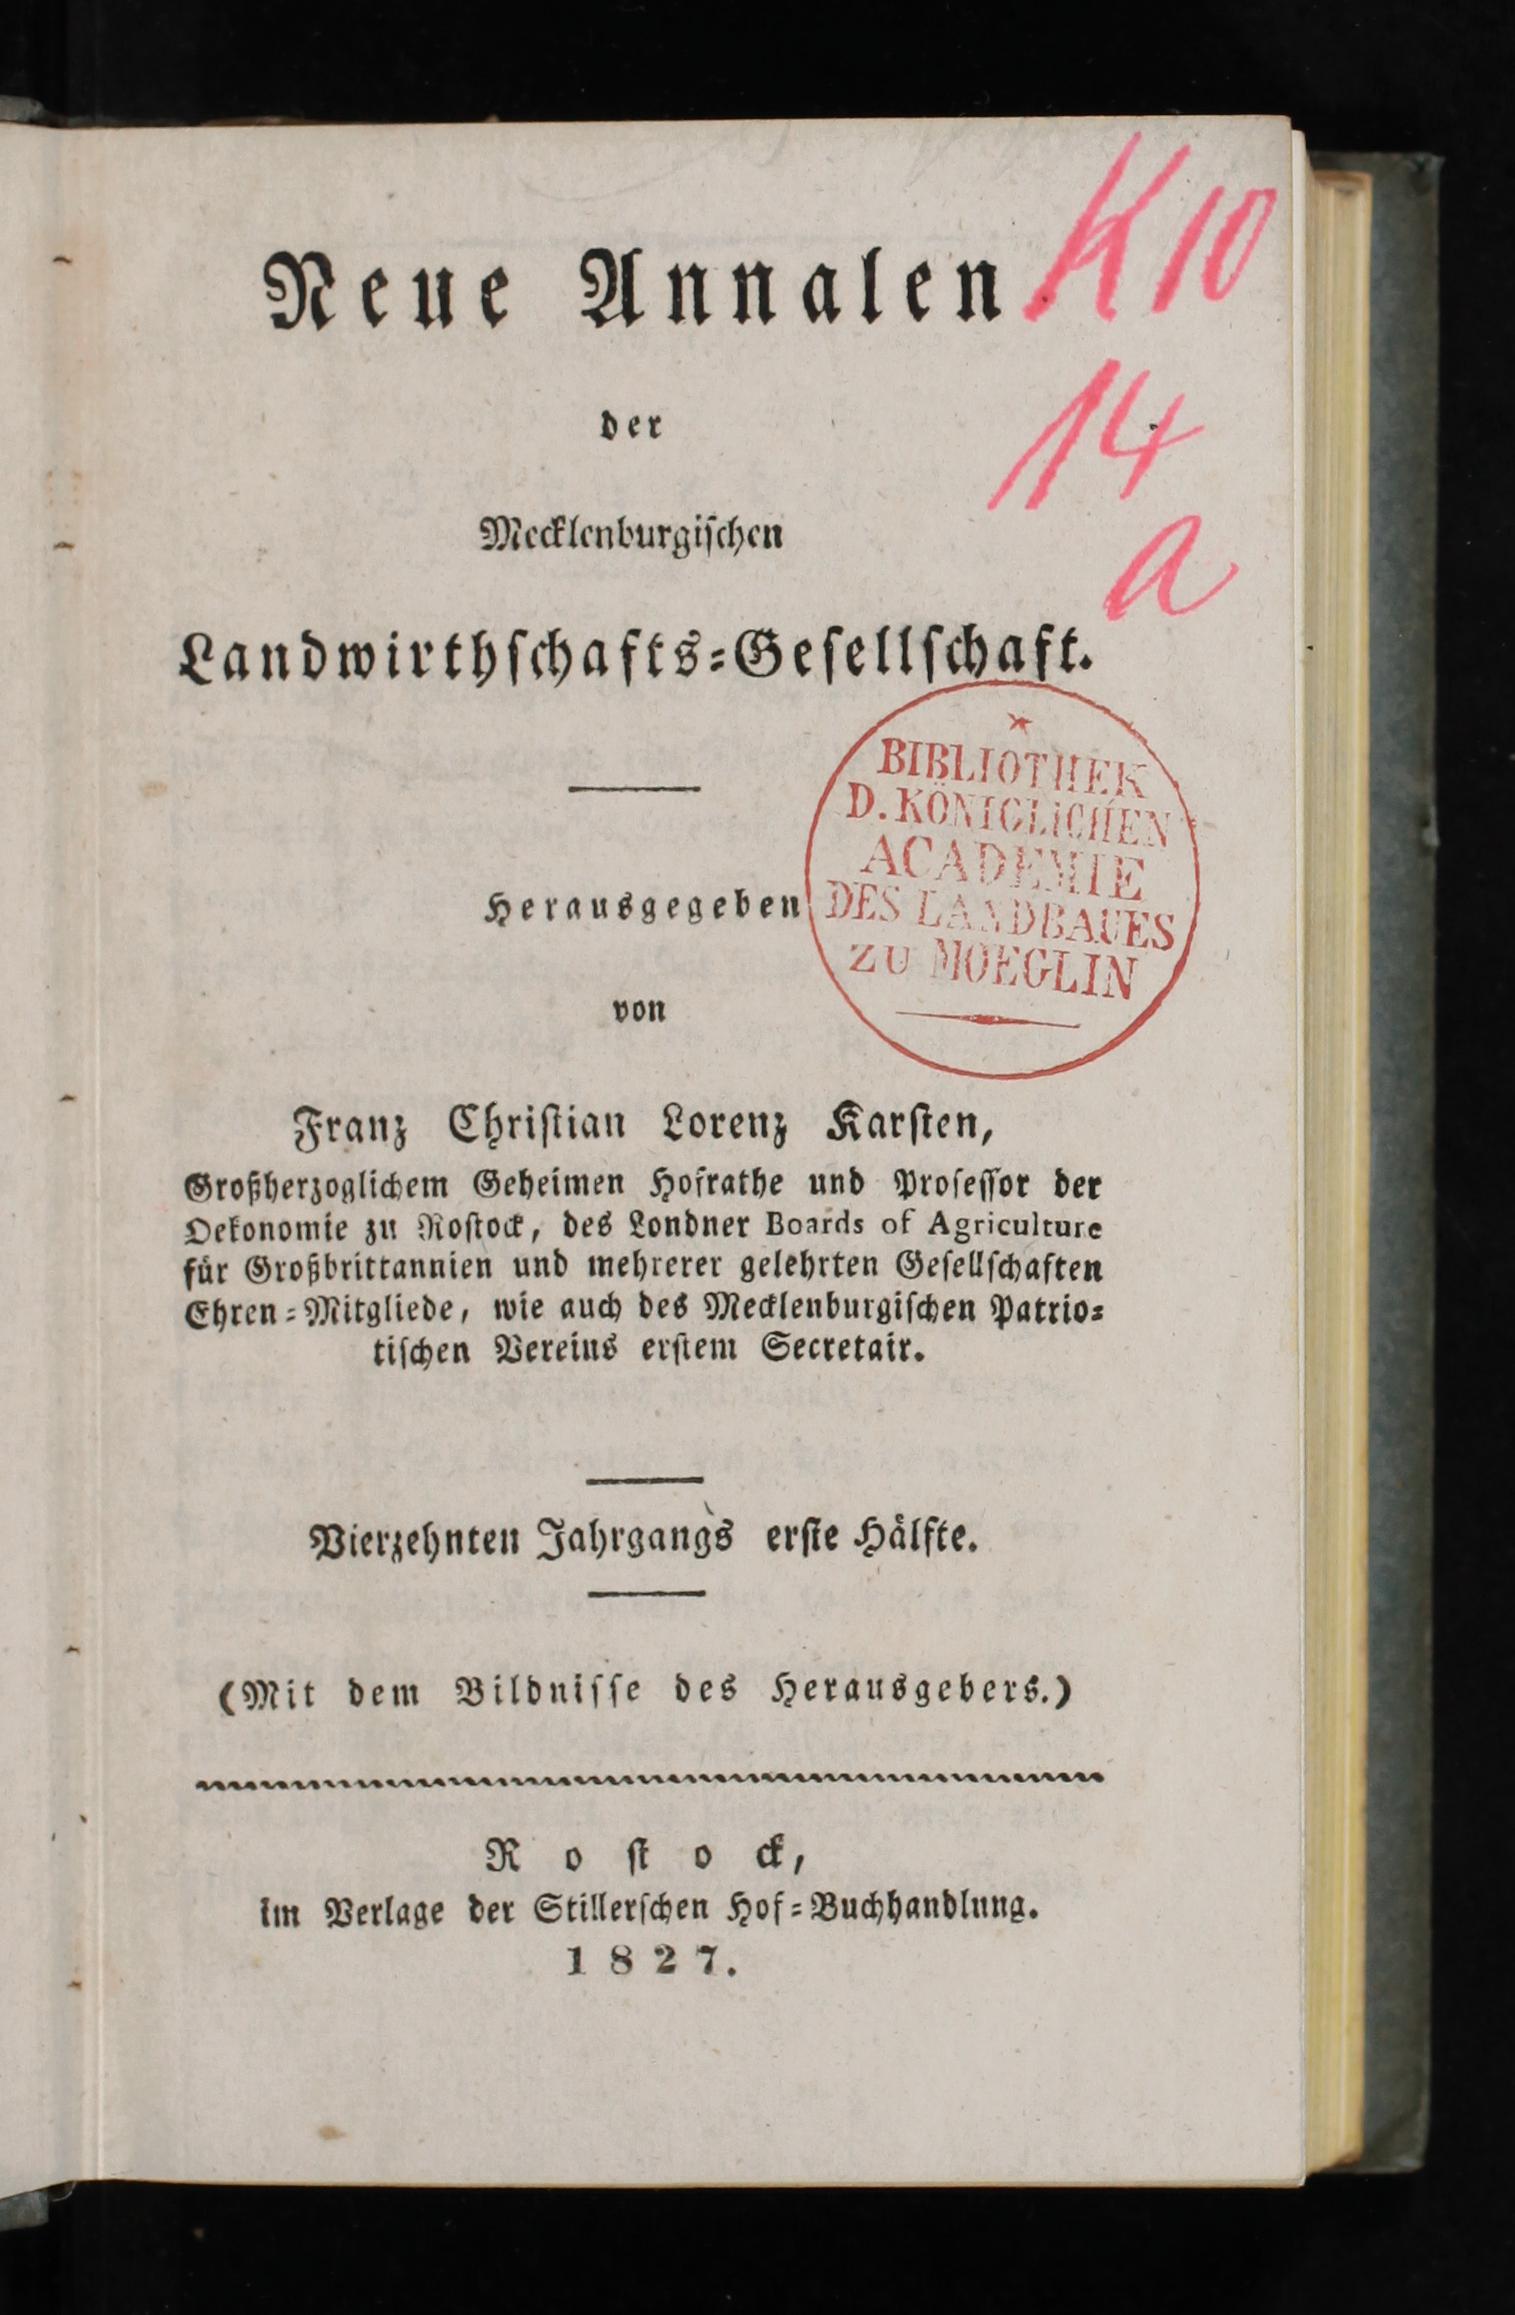 Neue Annalen
K 10
der
14
Mecklenburgiſchen
a
Landwirthſchafts-Geſellſchaft.
BIBLIOTHEK
D. KÖNIGLICHEN
ACADEMIE
DES LANDBAUES
ZU MOEGLIN
Herausgegeben
von
Franz Chriſtian Lorenz Karſten,
Großherzoglichem Geheimen Hofrathe und Profeſſor der
Oekonomie zu Roſtock, des Londner Boards of Agriculture
für Großbrittannien und mehrerer gelehrten Geſellſchaften
Ehren-Mitgliede, wie auch des Mecklenburgiſchen Patrio-
tiſchen Vereins erſtem Secretair.
Vierzehnten Jahrgangs erſte Hälfte.
(Mit dem Bildniſſe des Herausgebers.)
Roſtock,
im Verlage der Stillerſchen Hof-Buchhandlung.
1827.